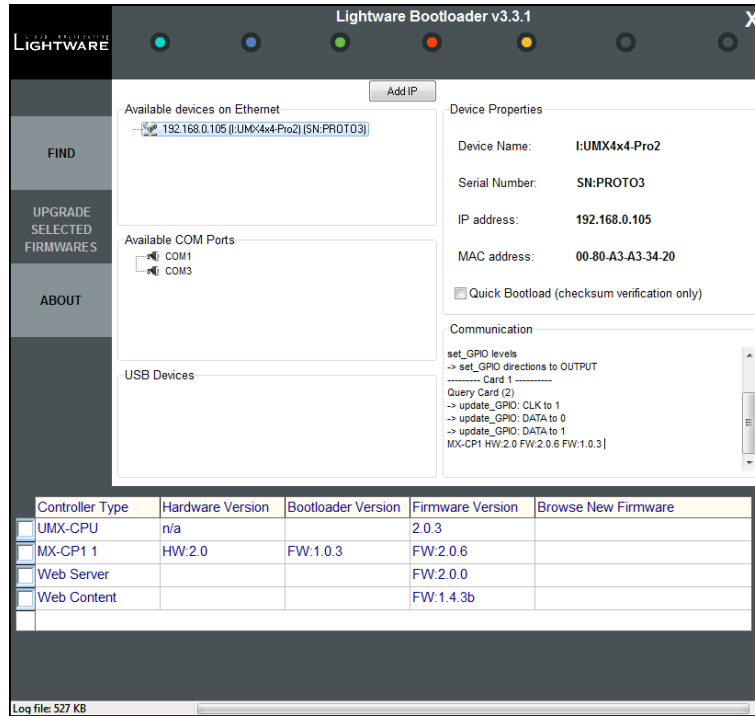 Lightware Bootloader v3.3.1
X
LIGHTWARE
Add IP
FIND
UPGRADE
SELECTED
FIRMWARES
ABOUT
Available devices on Ethernet
192.168.0.105 (I:UMX4x4-Pro2) (SN:PROTO3)
Available COM Ports
COM1
COM3
USB Devices
Device Properties
Device Name: I:UMX4x4-Pro2
Serial Number: SN:PROTO3
IP address: 192.168.0.105
MAC address: 00-80-A3-A3-34-20
Quick Bootload (checksum verification only)
Communication
set_GPIO levels
-> set_GPIO directions to OUTPUT
--------- Card 1 ----------
Query Card (2)
-> update_GPIO: CLK to 1
-> update_GPIO: DATA to 0
-> update_GPIO: DATA to 1
MX-CP1 HW:2.0 FW:2.0.6 FW:1.0.3
Controller Type Hardware Version Bootloader Version Firmware Version Browse New Firmware
UMX-CPU n/a 2.0.3
MX-CP1 1 HW:2.0 FW:1.0.3 FW:2.0.6
Web Server FW:2.0.0
Web Content FW:1.4.3b
Log file: 527 KB